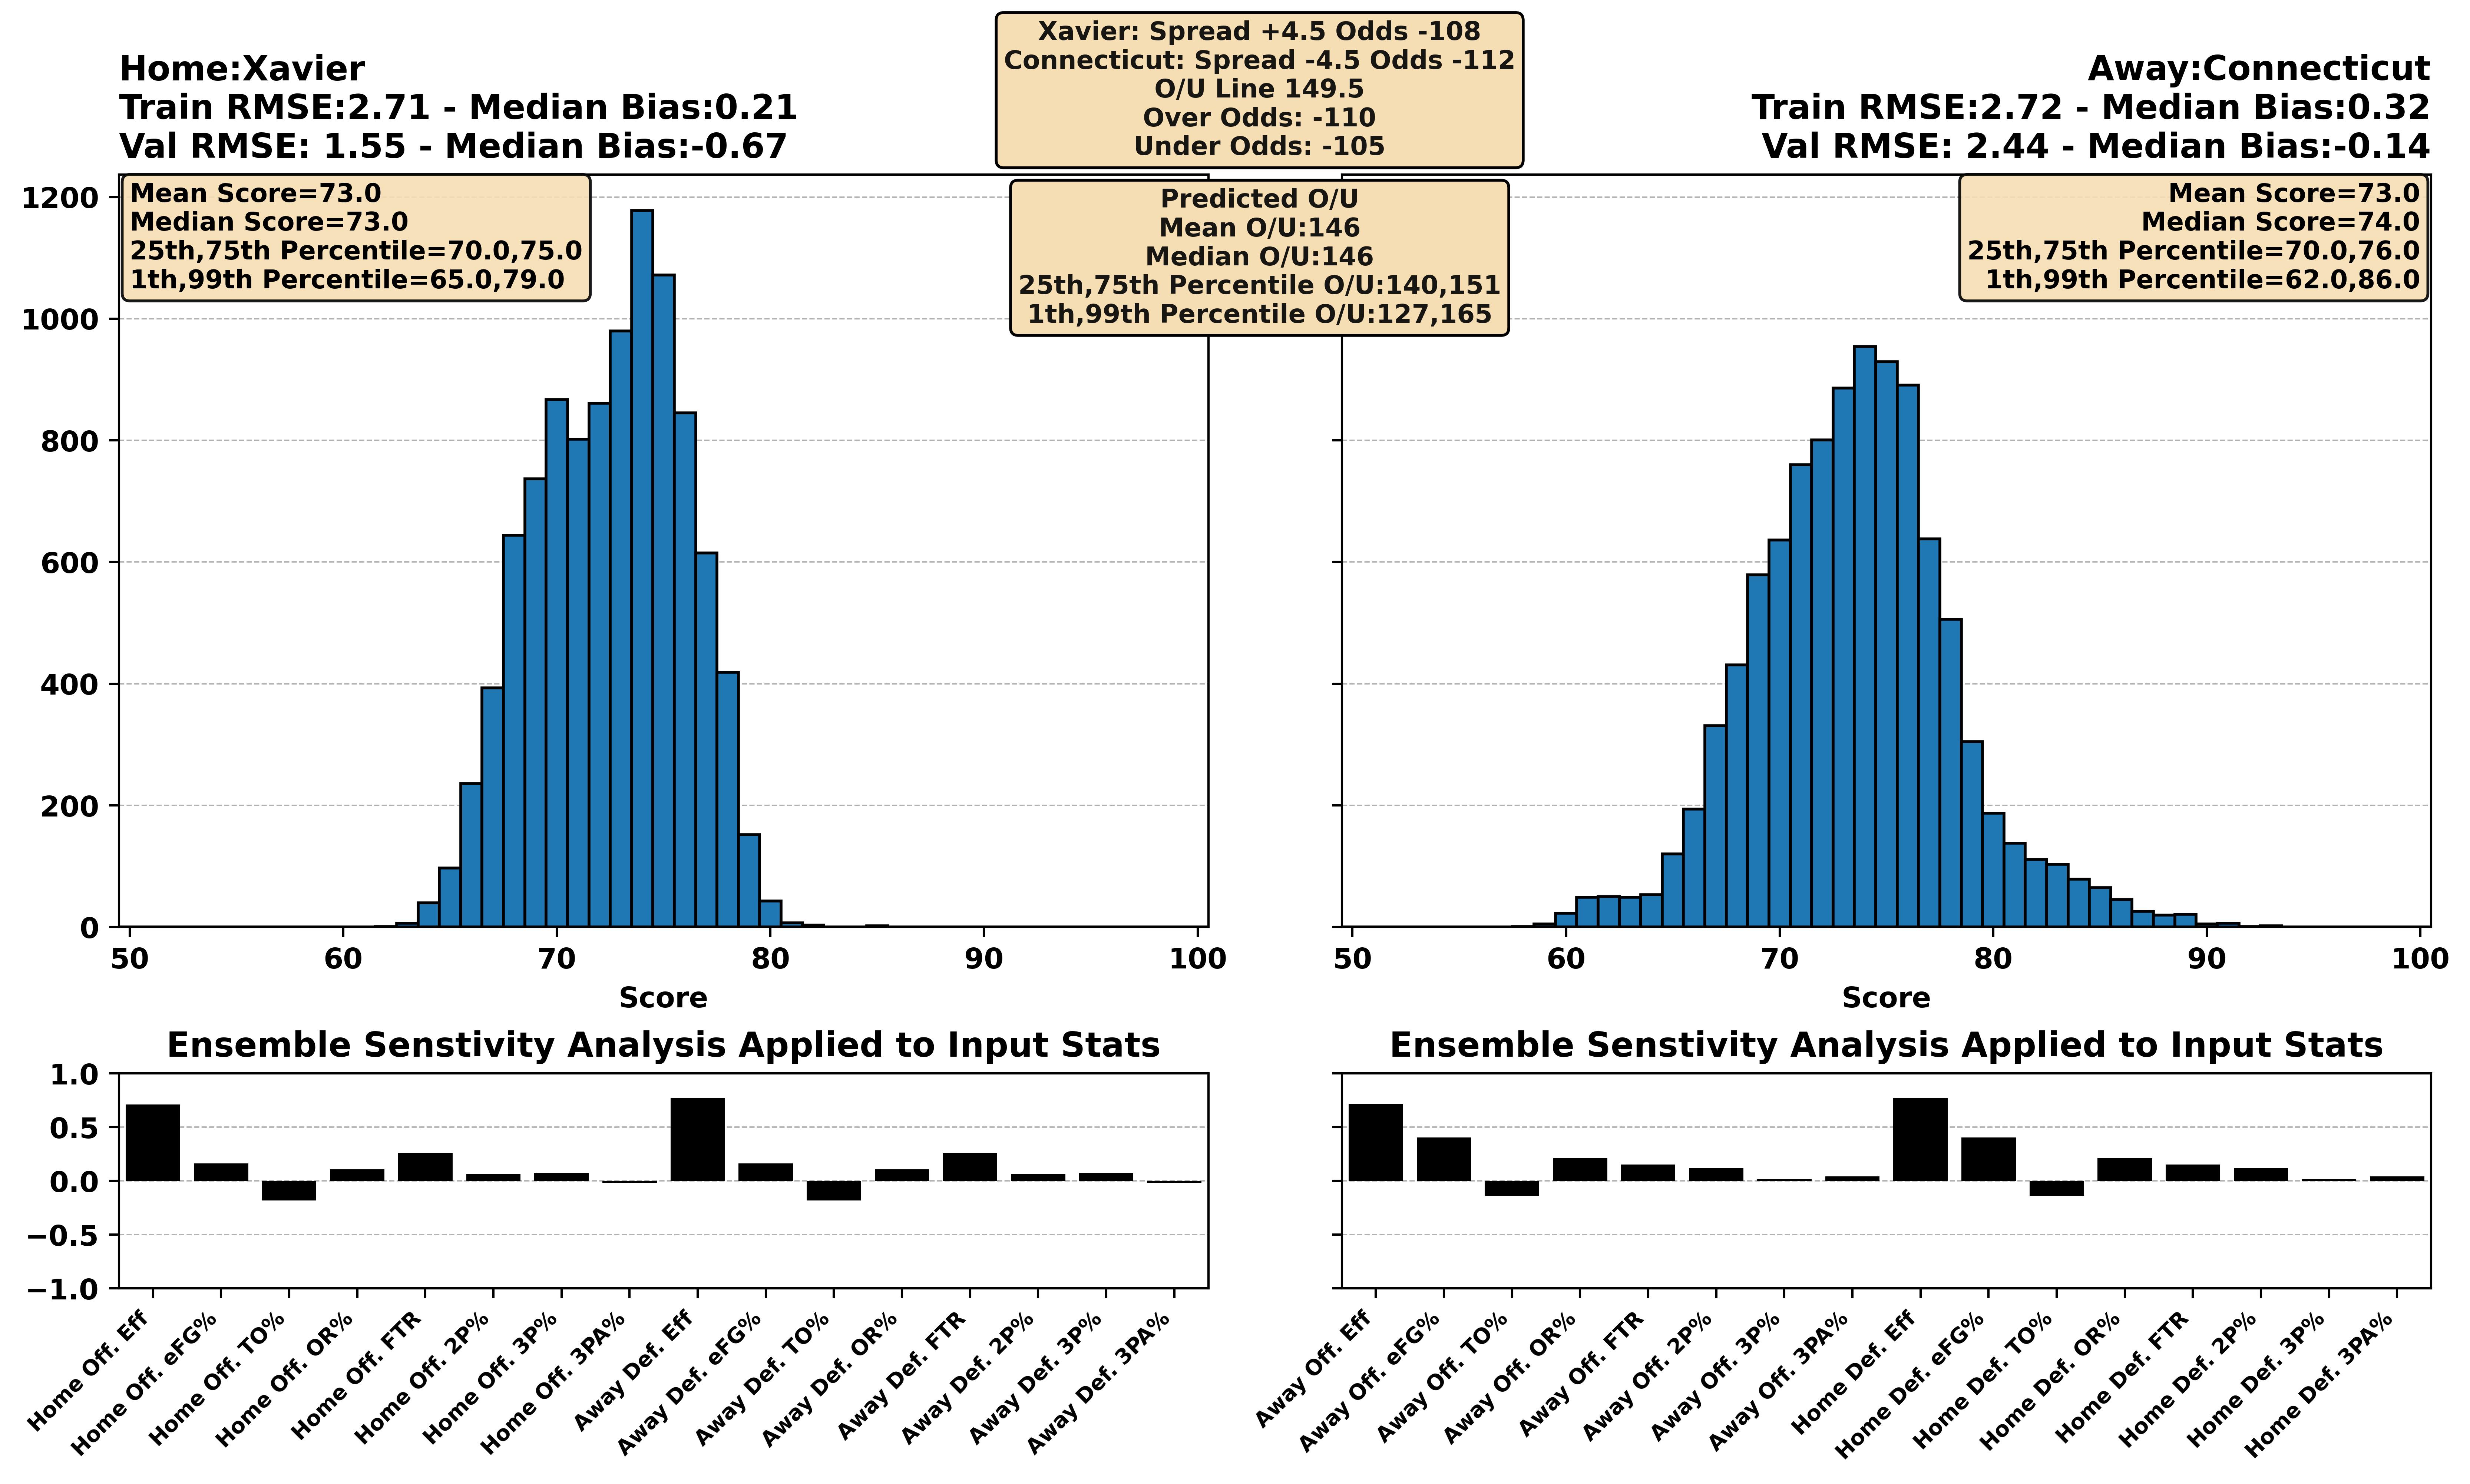 Xavier: Spread +4.5 Odds -108
Connecticut: Spread -4.5 Odds -112
O/U Line 149.5
Over Odds: -110
Under Odds: -105
Home:Xavier
Train RMSE:2.71 - Median Bias:0.21
Val RMSE: 1.55 - Median Bias:-0.67
Away:Connecticut
Train RMSE:2.72 - Median Bias:0.32
Val RMSE: 2.44 - Median Bias:-0.14
Mean Score=73.0
Median Score=73.0
25th,75th Percentile=70.0,75.0
1th,99th Percentile=65.0,79.0
Predicted O/U
Mean O/U:146
Median O/U:146
25th,75th Percentile O/U:140,151
1th,99th Percentile O/U:127,165
Mean Score=73.0
Median Score=74.0
25th,75th Percentile=70.0,76.0
1th,99th Percentile=62.0,86.0
1200
1000
800
600
400
200
0
50 60 70 80 90 100
Score
50 60 70 80 90 100
Score
Ensemble Senstivity Analysis Applied to Input Stats
1.0
0.5
0.0
−0.5
−1.0
Home Off. Eff
Home Off. eFG%
Home Off. TO%
Home Off. OR%
Home Off. FTR
Home Off. 2P%
Home Off. 3P%
Home Off. 3PA%
Away Def. Eff
Away Def. eFG%
Away Def. TO%
Away Def. OR%
Away Def. FTR
Away Def. 2P%
Away Def. 3P%
Away Def. 3PA%
Ensemble Senstivity Analysis Applied to Input Stats
Away Off. Eff
Away Off. eFG%
Away Off. TO%
Away Off. OR%
Away Off. FTR
Away Off. 2P%
Away Off. 3P%
Away Off. 3PA%
Home Def. Eff
Home Def. eFG%
Home Def. TO%
Home Def. OR%
Home Def. FTR
Home Def. 2P%
Home Def. 3P%
Home Def. 3PA%